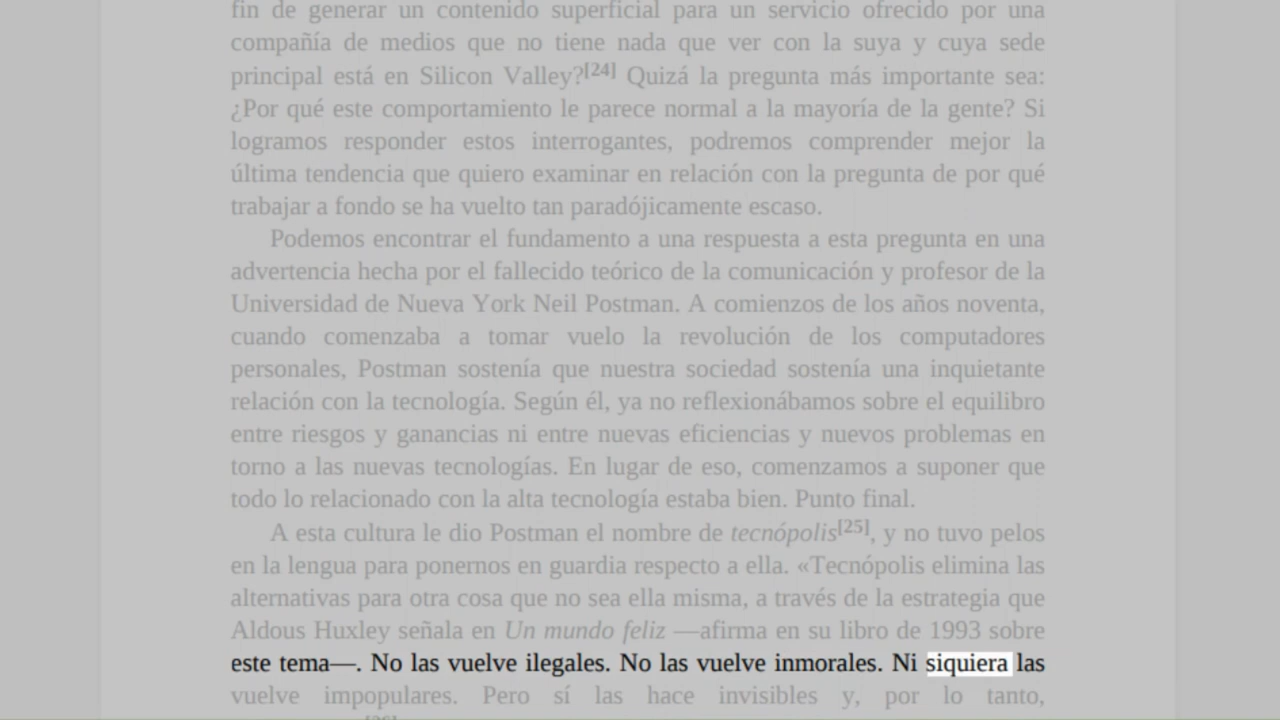 fin de generar un contenido superficial para un servicio ofrecido por una
compañía de medios que no tiene nada que ver con la suya y cuya sede
principal está en Silicon Valley?[24] Quizá la pregunta más importante sea:
¿Por qué este comportamiento le parece normal a la mayoría de la gente? Si
logramos responder estos interrogantes, podremos comprender mejor la
última tendencia que quiero examinar en relación con la pregunta de por qué
trabajar a fondo se ha vuelto tan paradójicamente escaso.
Podemos encontrar el fundamento a una respuesta a esta pregunta en una
advertencia hecha por el fallecido teórico de la comunicación y profesor de la
Universidad de Nueva York Neil Postman. A comienzos de los años noventa,
cuando comenzaba a tomar vuelo la revolución de los computadores
personales, Postman sostenía que nuestra sociedad sostenía una inquietante
relación con la tecnología. Según él, ya no reflexionábamos sobre el equilibro
entre riesgos y ganancias ni entre nuevas eficiencias y nuevos problemas en
torno a las nuevas tecnologías. En lugar de eso, comenzamos a suponer que
todo lo relacionado con la alta tecnología estaba bien. Punto final.
A esta cultura le dio Postman el nombre de tecnópolis[25], y no tuvo pelos
en la lengua para ponernos en guardia respecto a ella. «Tecnópolis elimina las
alternativas para otra cosa que no sea ella misma, a través de la estrategia que
Aldous Huxley señala en Un mundo feliz —afirma en su libro de 1993 sobre
este tema—. No las vuelve ilegales. No las vuelve inmorales. Ni siquiera las
vuelve impopulares. Pero sí las hace invisibles y, por lo tanto,